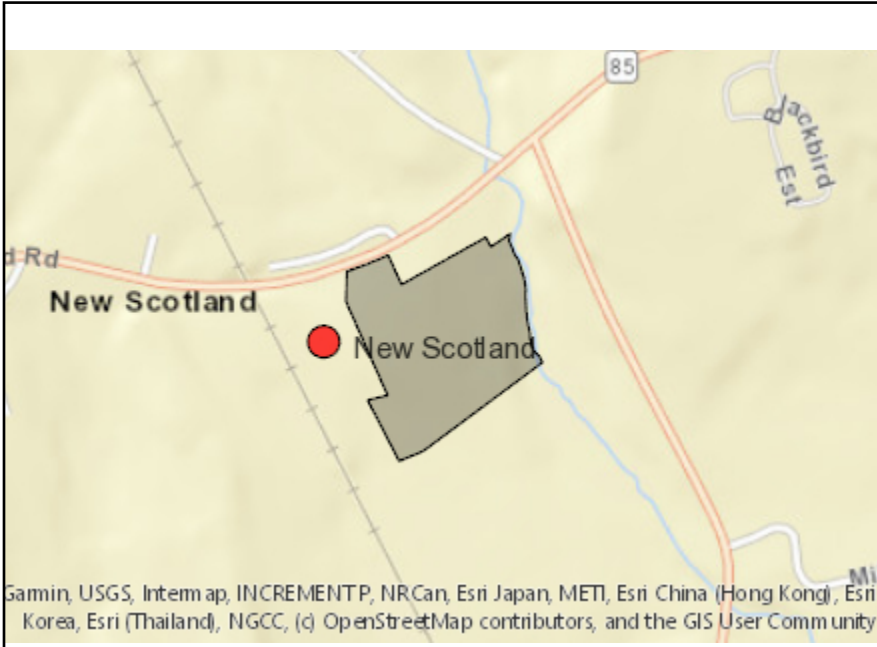 85
Blackbird
Est
d Rd
New Scotland
New Scotland
Mi
Garmin, USGS, Intermap, INCREMENT P, NRCan, Esri Japan, METI, Esri China (Hong Kong), Esri
Korea, Esri (Thailand), NGCC, (c) OpenStreetMap contributors, and the GIS User Community